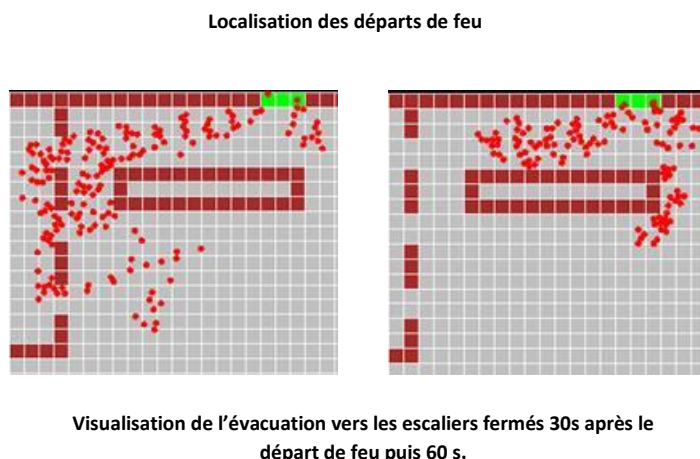 Localisation des départs de feu
Visualisation de l’évacuation vers les escaliers fermés 30s après le
départ de feu puis 60 s.